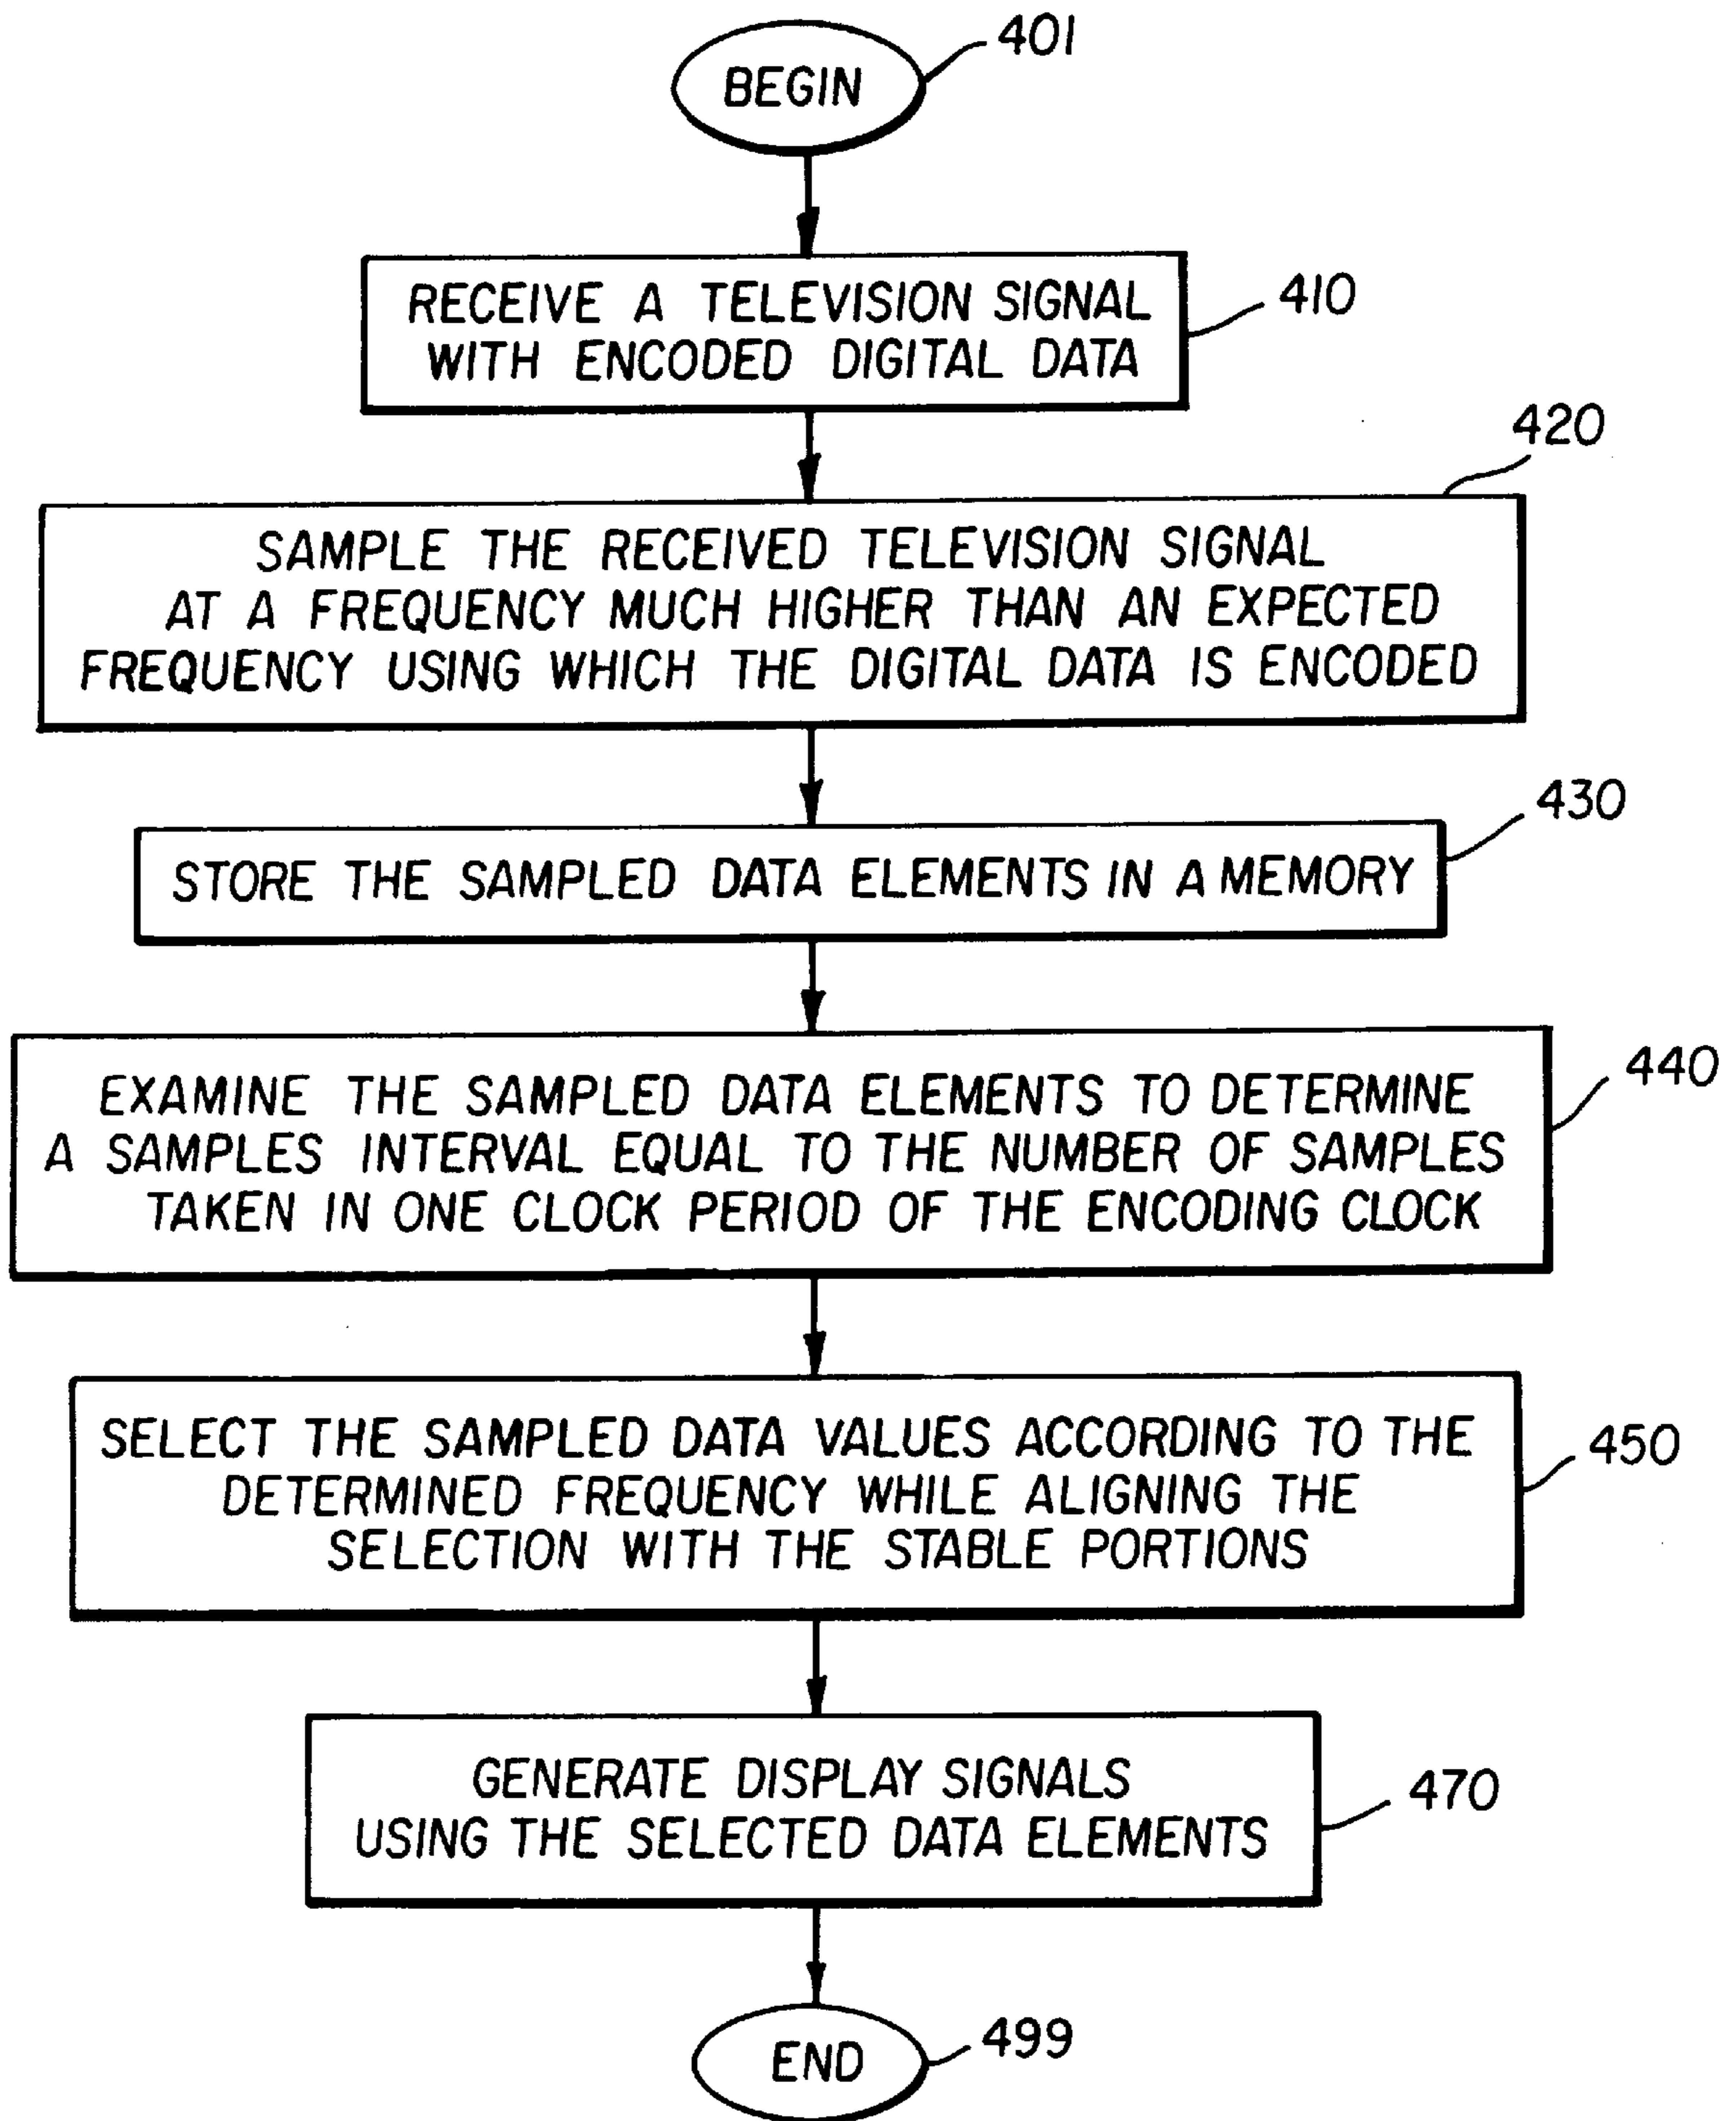 401
BEGIN
RECEIVE A TELEVISION SIGNAL
WITH ENCODED DIGITAL DATA
410
420
SAMPLE THE RECEIVED TELEVISION SIGNAL
AT A FREQUENCY MUCH HIGHER THAN AN EXPECTED
FREQUENCY USING WHICH THE DIGITAL DATA IS ENCODED
430
STORE THE SAMPLED DATA ELEMENTS IN A MEMORY
440
EXAMINE THE SAMPLED DATA ELEMENTS TO DETERMINE
A SAMPLES INTERVAL EQUAL TO THE NUMBER OF SAMPLES
TAKEN IN ONE CLOCK PERIOD OF THE ENCODING CLOCK
SELECT THE SAMPLED DATA VALUES ACCORDING TO THE
DETERMINED FREQUENCY WHILE ALIGNING THE
SELECTION WITH THE STABLE PORTIONS
450
GENERATE DISPLAY SIGNALS
USING THE SELECTED DATA ELEMENTS
470
END
499